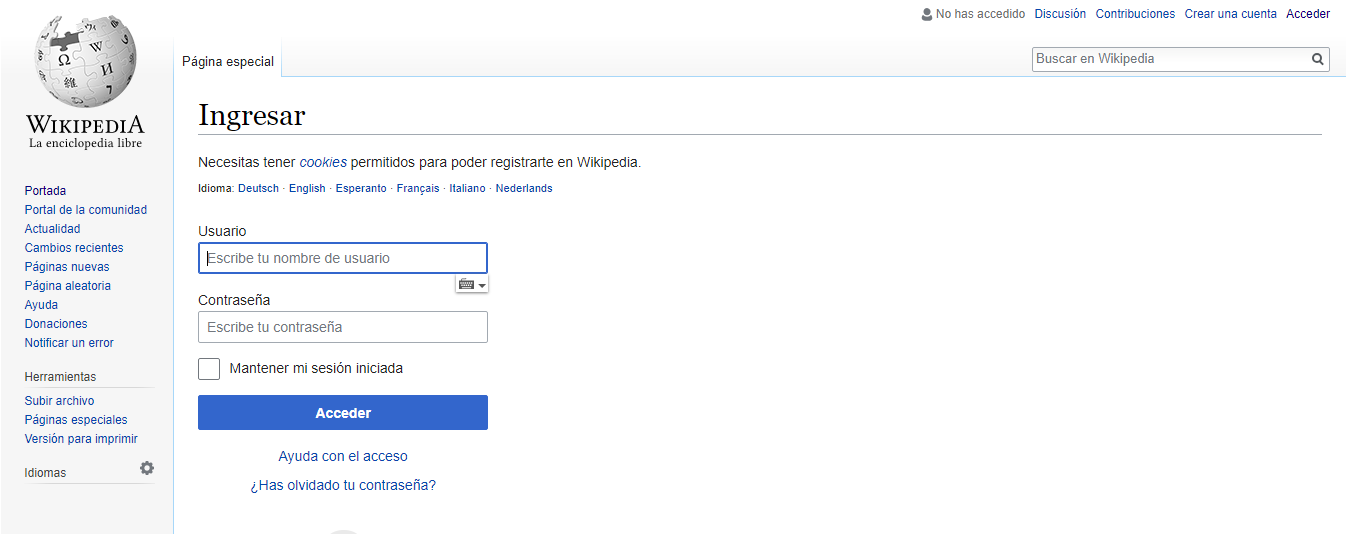 No has accedido Discusión Contribuciones Crear una cuenta Acceder
WIKIPEDIA
La enciclopedia libre
Página especial
Buscar en Wikipedia
Ingresar
Necesitas tener cookies permitidos para poder registrarte en Wikipedia.
Idioma: Deutsch · English · Esperanto · Français · Italiano · Nederlands
Usuario
Escribe tu nombre de usuario
Contraseña
Escribe tu contraseña
Mantener mi sesión iniciada
Acceder
Ayuda con el acceso
¿Has olvidado tu contraseña?
Portada
Portal de la comunidad
Actualidad
Cambios recientes
Páginas nuevas
Página aleatoria
Ayuda
Donaciones
Notificar un error
Herramientas
Subir archivo
Páginas especiales
Versión para imprimir
Idiomas